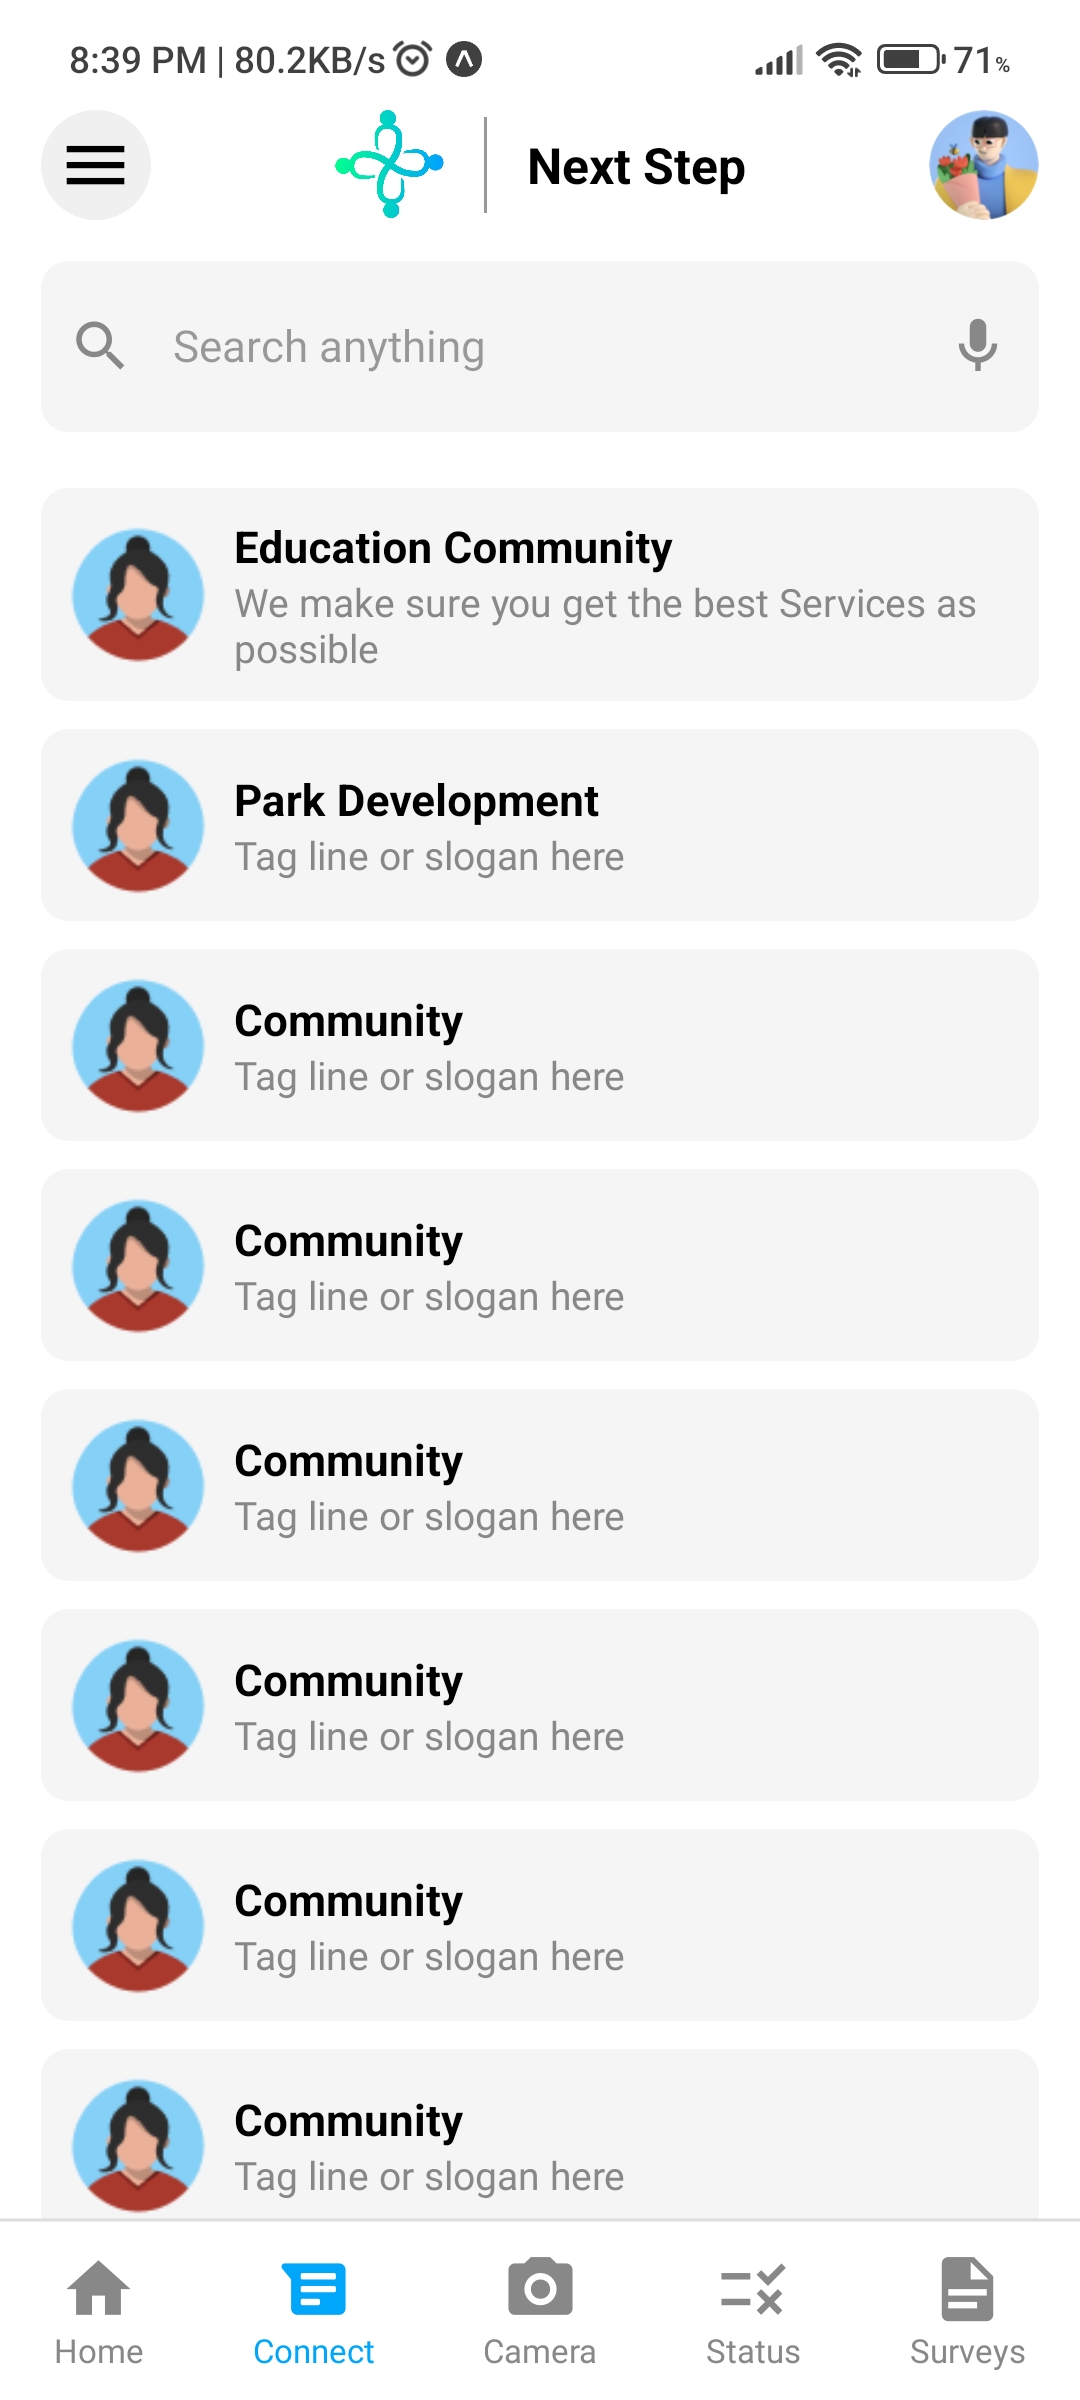 8:39 PM | 80.2KB/s 71%
Next Step
Search anything
Education Community
We make sure you get the best Services as
possible
Park Development
Tag line or slogan here
Community
Tag line or slogan here
Community
Tag line or slogan here
Community
Tag line or slogan here
Community
Tag line or slogan here
Community
Tag line or slogan here
Community
Tag line or slogan here
Home Connect Camera Status Surveys